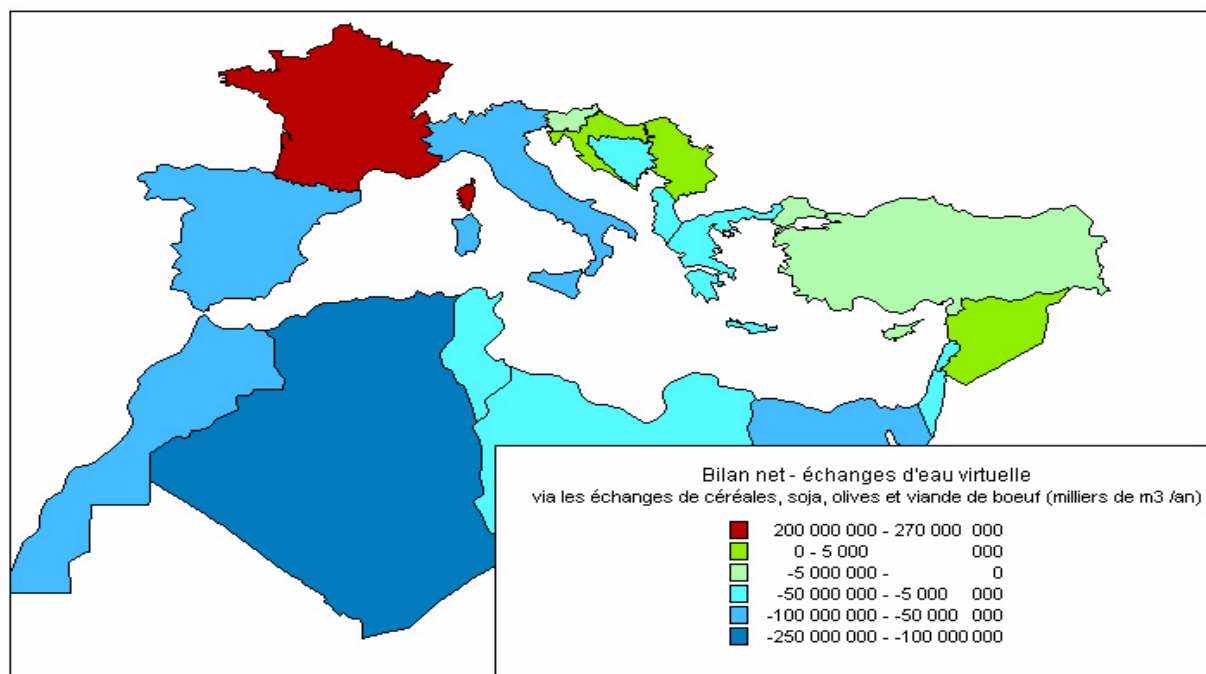 Bilan net - échanges d'eau virtuelle
via les échanges de céréales, soja, olives et viande de boeuf (milliers de m3 /an)
200 000 000 - 270 000 000
0 - 5 000 000
-5 000 000 - 0
-50 000 000 - -5 000 000
-100 000 000 - -50 000 000
-250 000 000 - -100 000 000